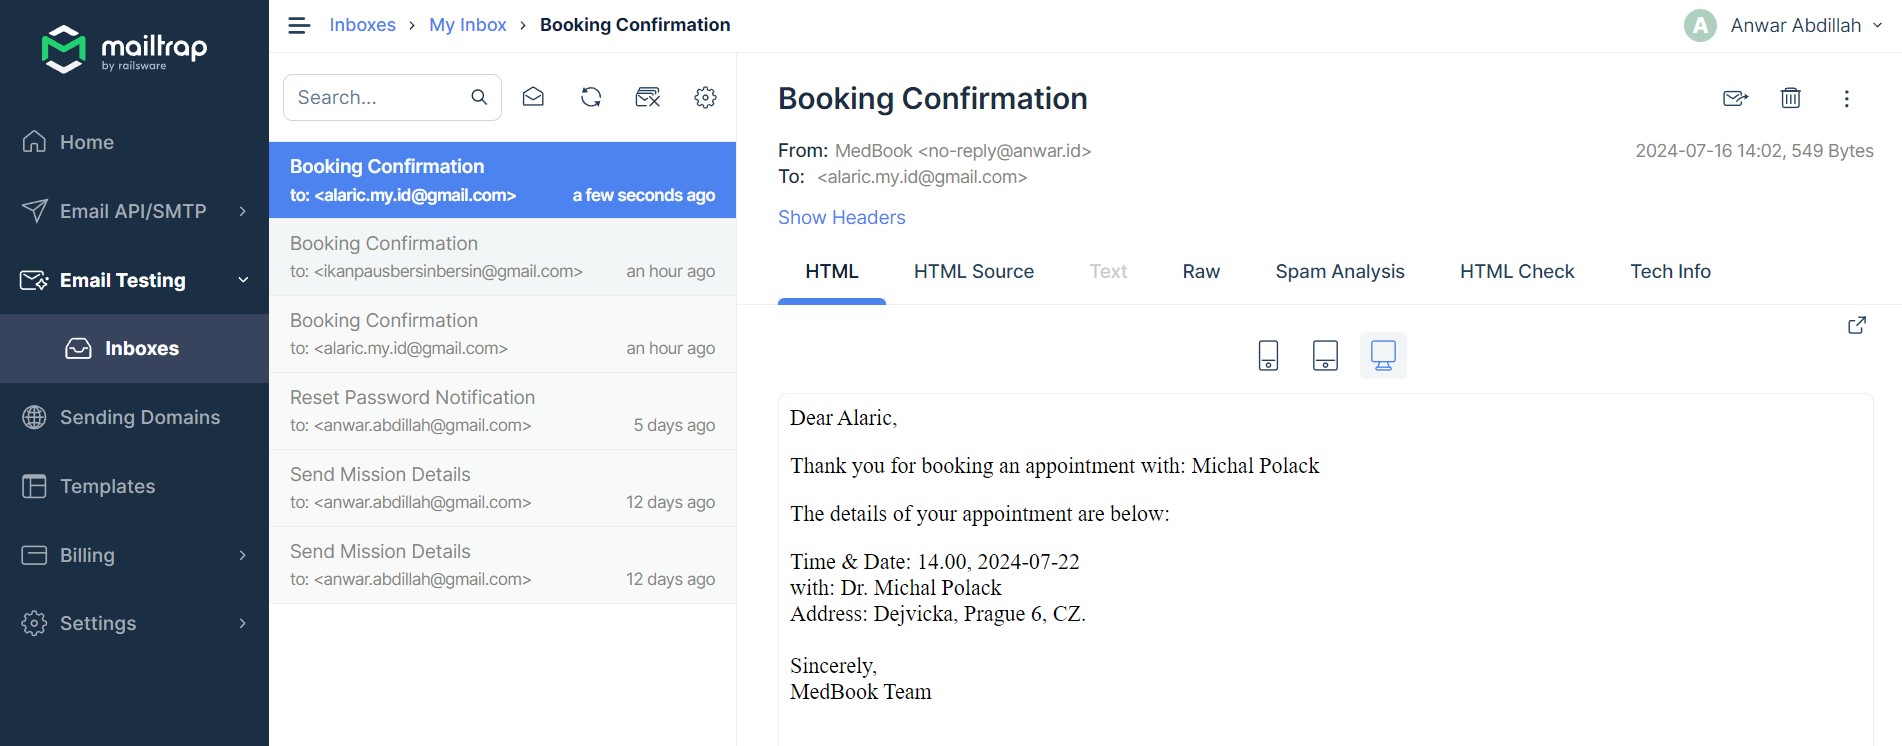 mailtrap
by railsware
Home
Email API/SMTP
Email Testing
Inboxes
Sending Domains
Templates
Billing
Settings
Inboxes > My Inbox > Booking Confirmation
A Anwar Abdillah
Search...
Booking Confirmation
to: <alaric.my.id@gmail.com> a few seconds ago
Booking Confirmation
to: <ikanpausbersinbersin@gmail.com> an hour ago
Booking Confirmation
to: <alaric.my.id@gmail.com> an hour ago
Reset Password Notification
to: <anwar.abdillah@gmail.com> 5 days ago
Send Mission Details
to: <anwar.abdillah@gmail.com> 12 days ago
Send Mission Details
to: <anwar.abdillah@gmail.com> 12 days ago
Booking Confirmation
From: MedBook <no-reply@anwar.id> 2024-07-16 14:02, 549 Bytes
To: <alaric.my.id@gmail.com>
Show Headers
HTML HTML Source Text Raw Spam Analysis HTML Check Tech Info
Dear Alaric,
Thank you for booking an appointment with: Michal Polack
The details of your appointment are below:
Time & Date: 14.00, 2024-07-22
with: Dr. Michal Polack
Address: Dejvicka, Prague 6, CZ.
Sincerely,
MedBook Team